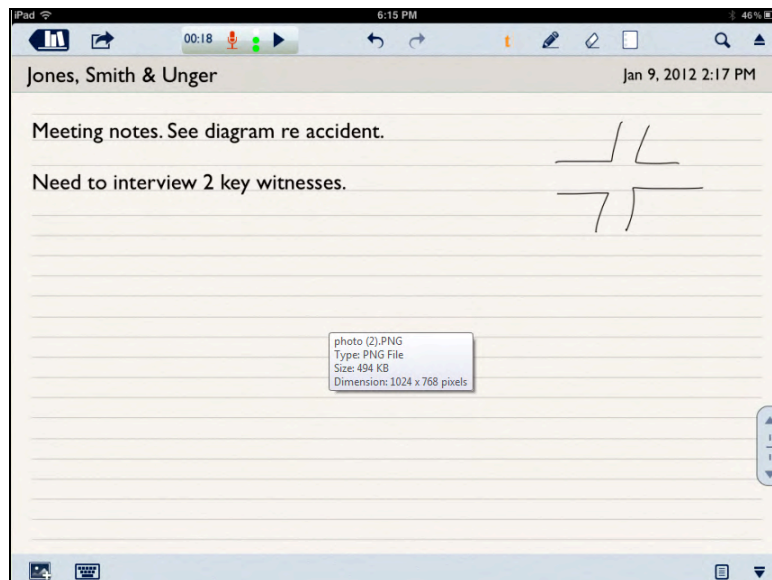 iPad 6:15 PM 46%
00:18 t
Jones, Smith & Unger Jan 9, 2012 2:17 PM
Meeting notes. See diagram re accident.
Need to interview 2 key witnesses.
photo (2).PNG
Type: PNG File
Size: 494 KB
Dimension: 1024 x 768 pixels